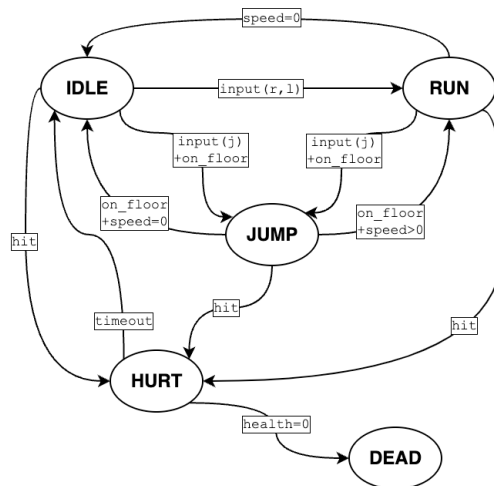 speed=0
IDLE
input(r,l)
RUN
input(j)
+on_floor
input(j)
+on_floor
on_floor
+speed=0
JUMP
on_floor
+speed>0
hit
hit
timeout
hit
HURT
health=0
DEAD